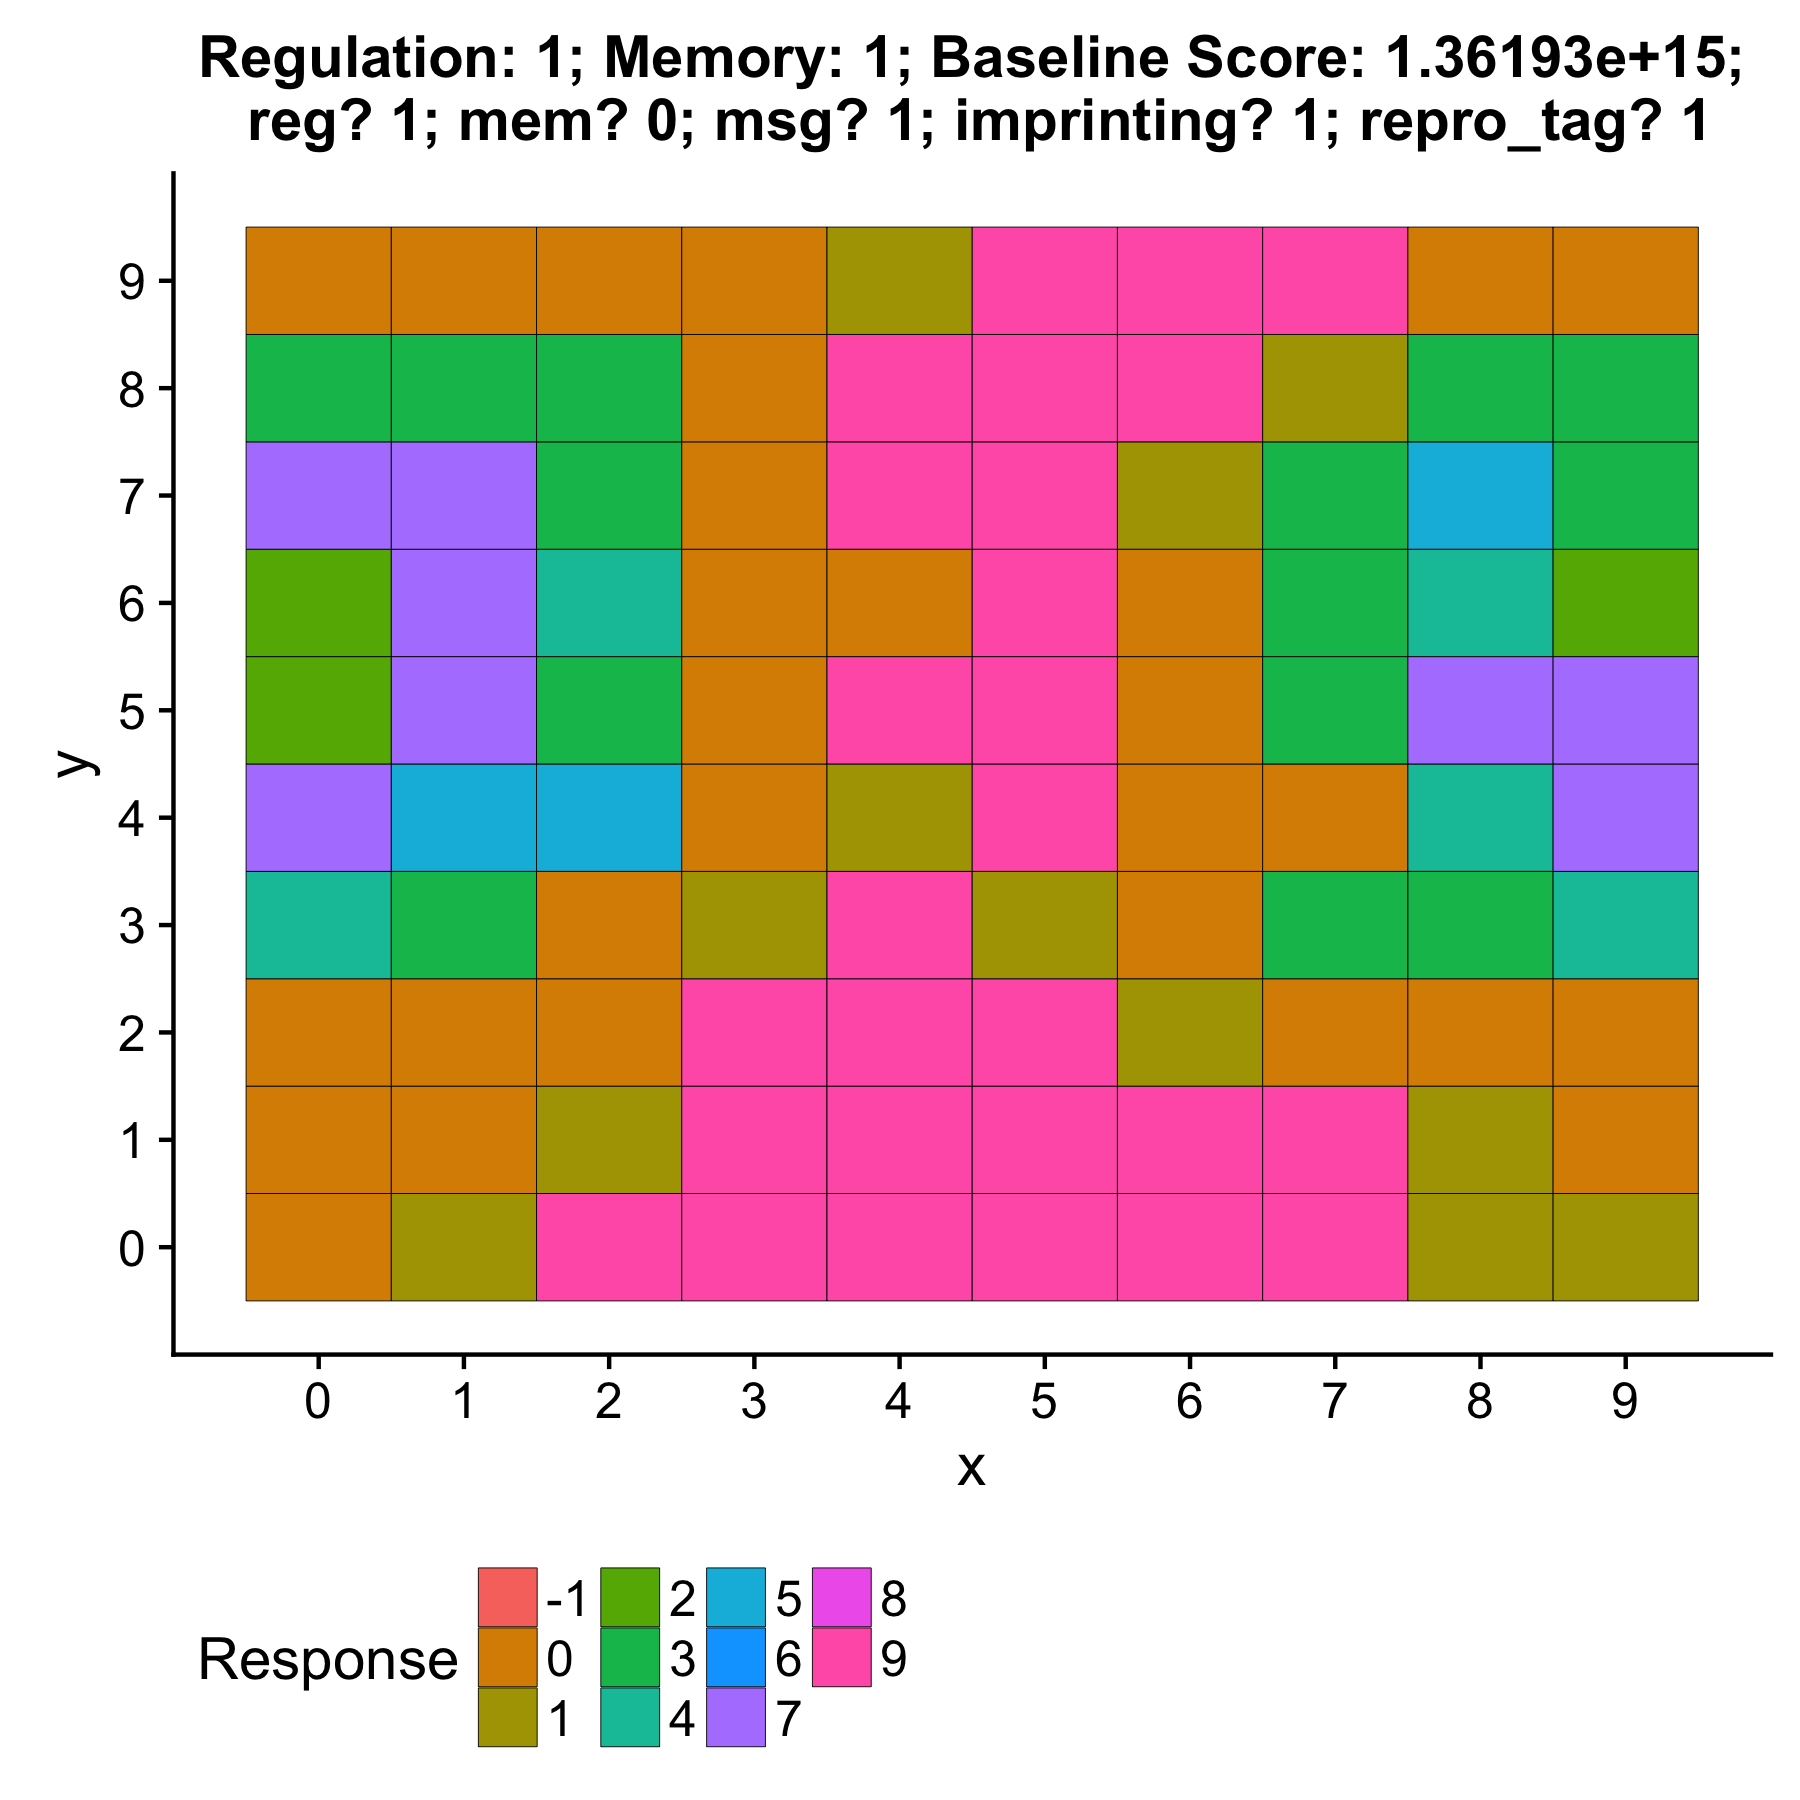 Regulation: 1; Memory: 1; Baseline Score: 1.36193e+15;
reg? 1; mem? 0; msg? 1; imprinting? 1; repro_tag? 1
y
9
8
7
6
5
4
3
2
1
0
0 1 2 3 4 5 6 7 8 9
x
Response
-1 2 5 8
0 3 6 9
1 4 7